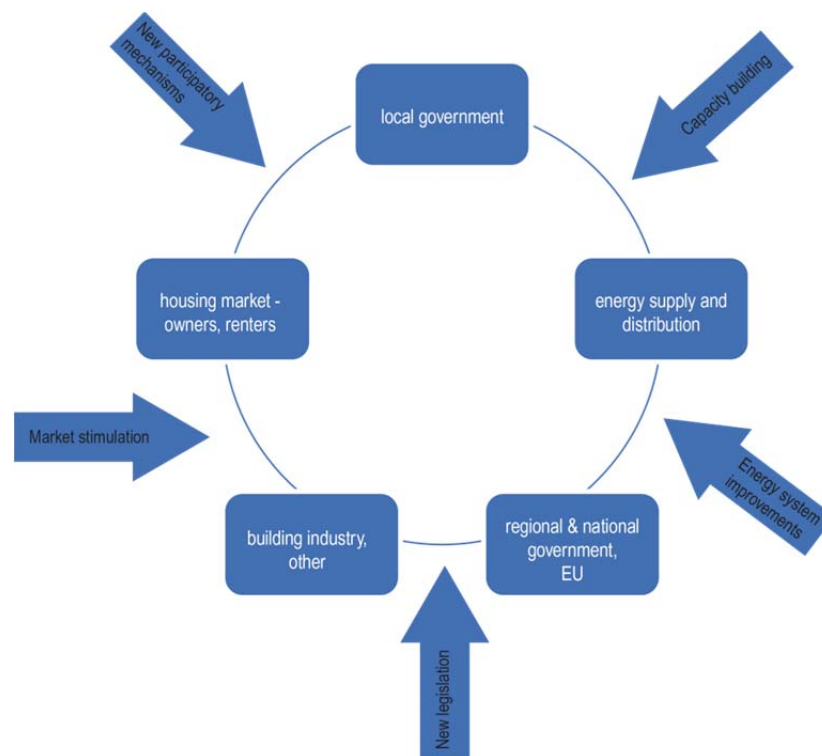 New participatory
mechanisms
local government
Capacity building
housing market -
owners, renters
energy supply and
distribution
Market stimulation
Energy system
improvements
building industry,
other
regional & national
government,
EU
New legislation